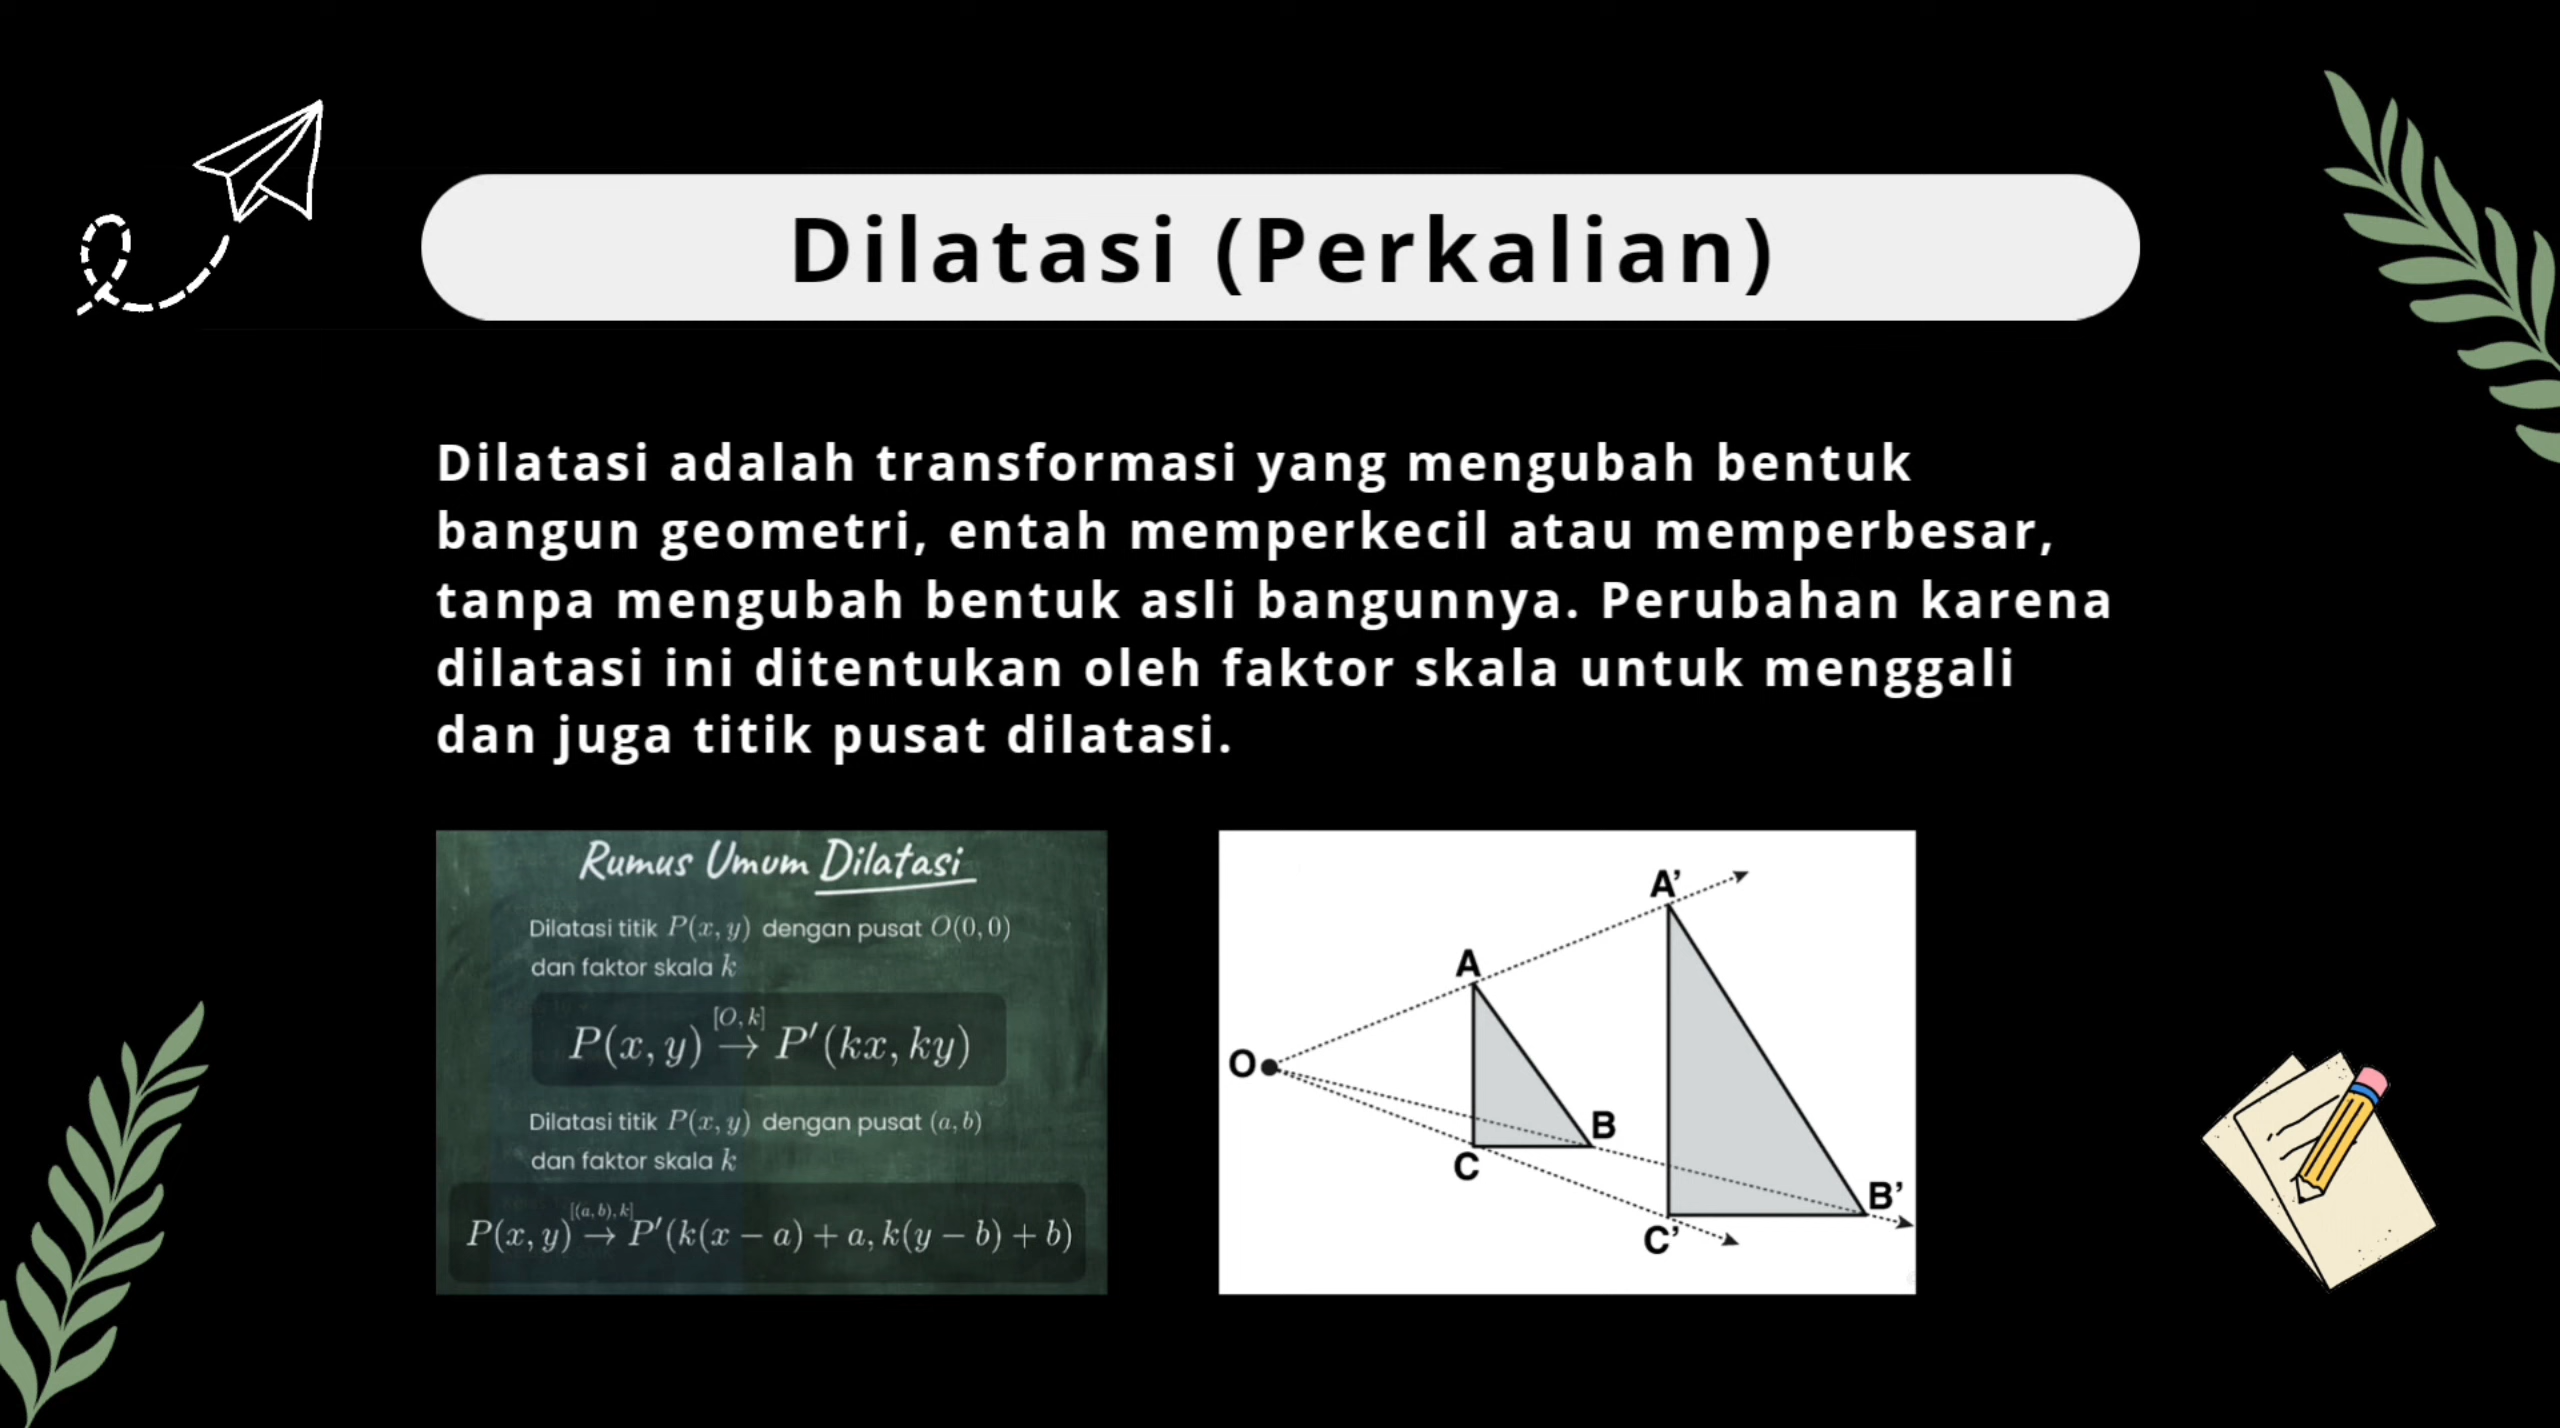 Dilatasi (Perkalian)
Dilatasi adalah transformasi yang mengubah bentuk
bangun geometri, entah memperkecil atau memperbesar,
tanpa mengubah bentuk asli bangunnya. Perubahan karena
dilatasi ini ditentukan oleh faktor skala untuk menggali
dan juga titik pusat dilatasi.
Rumus Umum Dilatasi
Dilatasi titik P(x, y) dengan pusat O(0, 0)
dan faktor skala k
[O, k]
P(x, y) → P′(kx, ky)
Dilatasi titik P(x, y) dengan pusat (a, b)
dan faktor skala k
[(a, b), k]
P(x, y) → P′(k(x − a) + a, k(y − b) + b)
A’
A
O
B
C
B’
C’